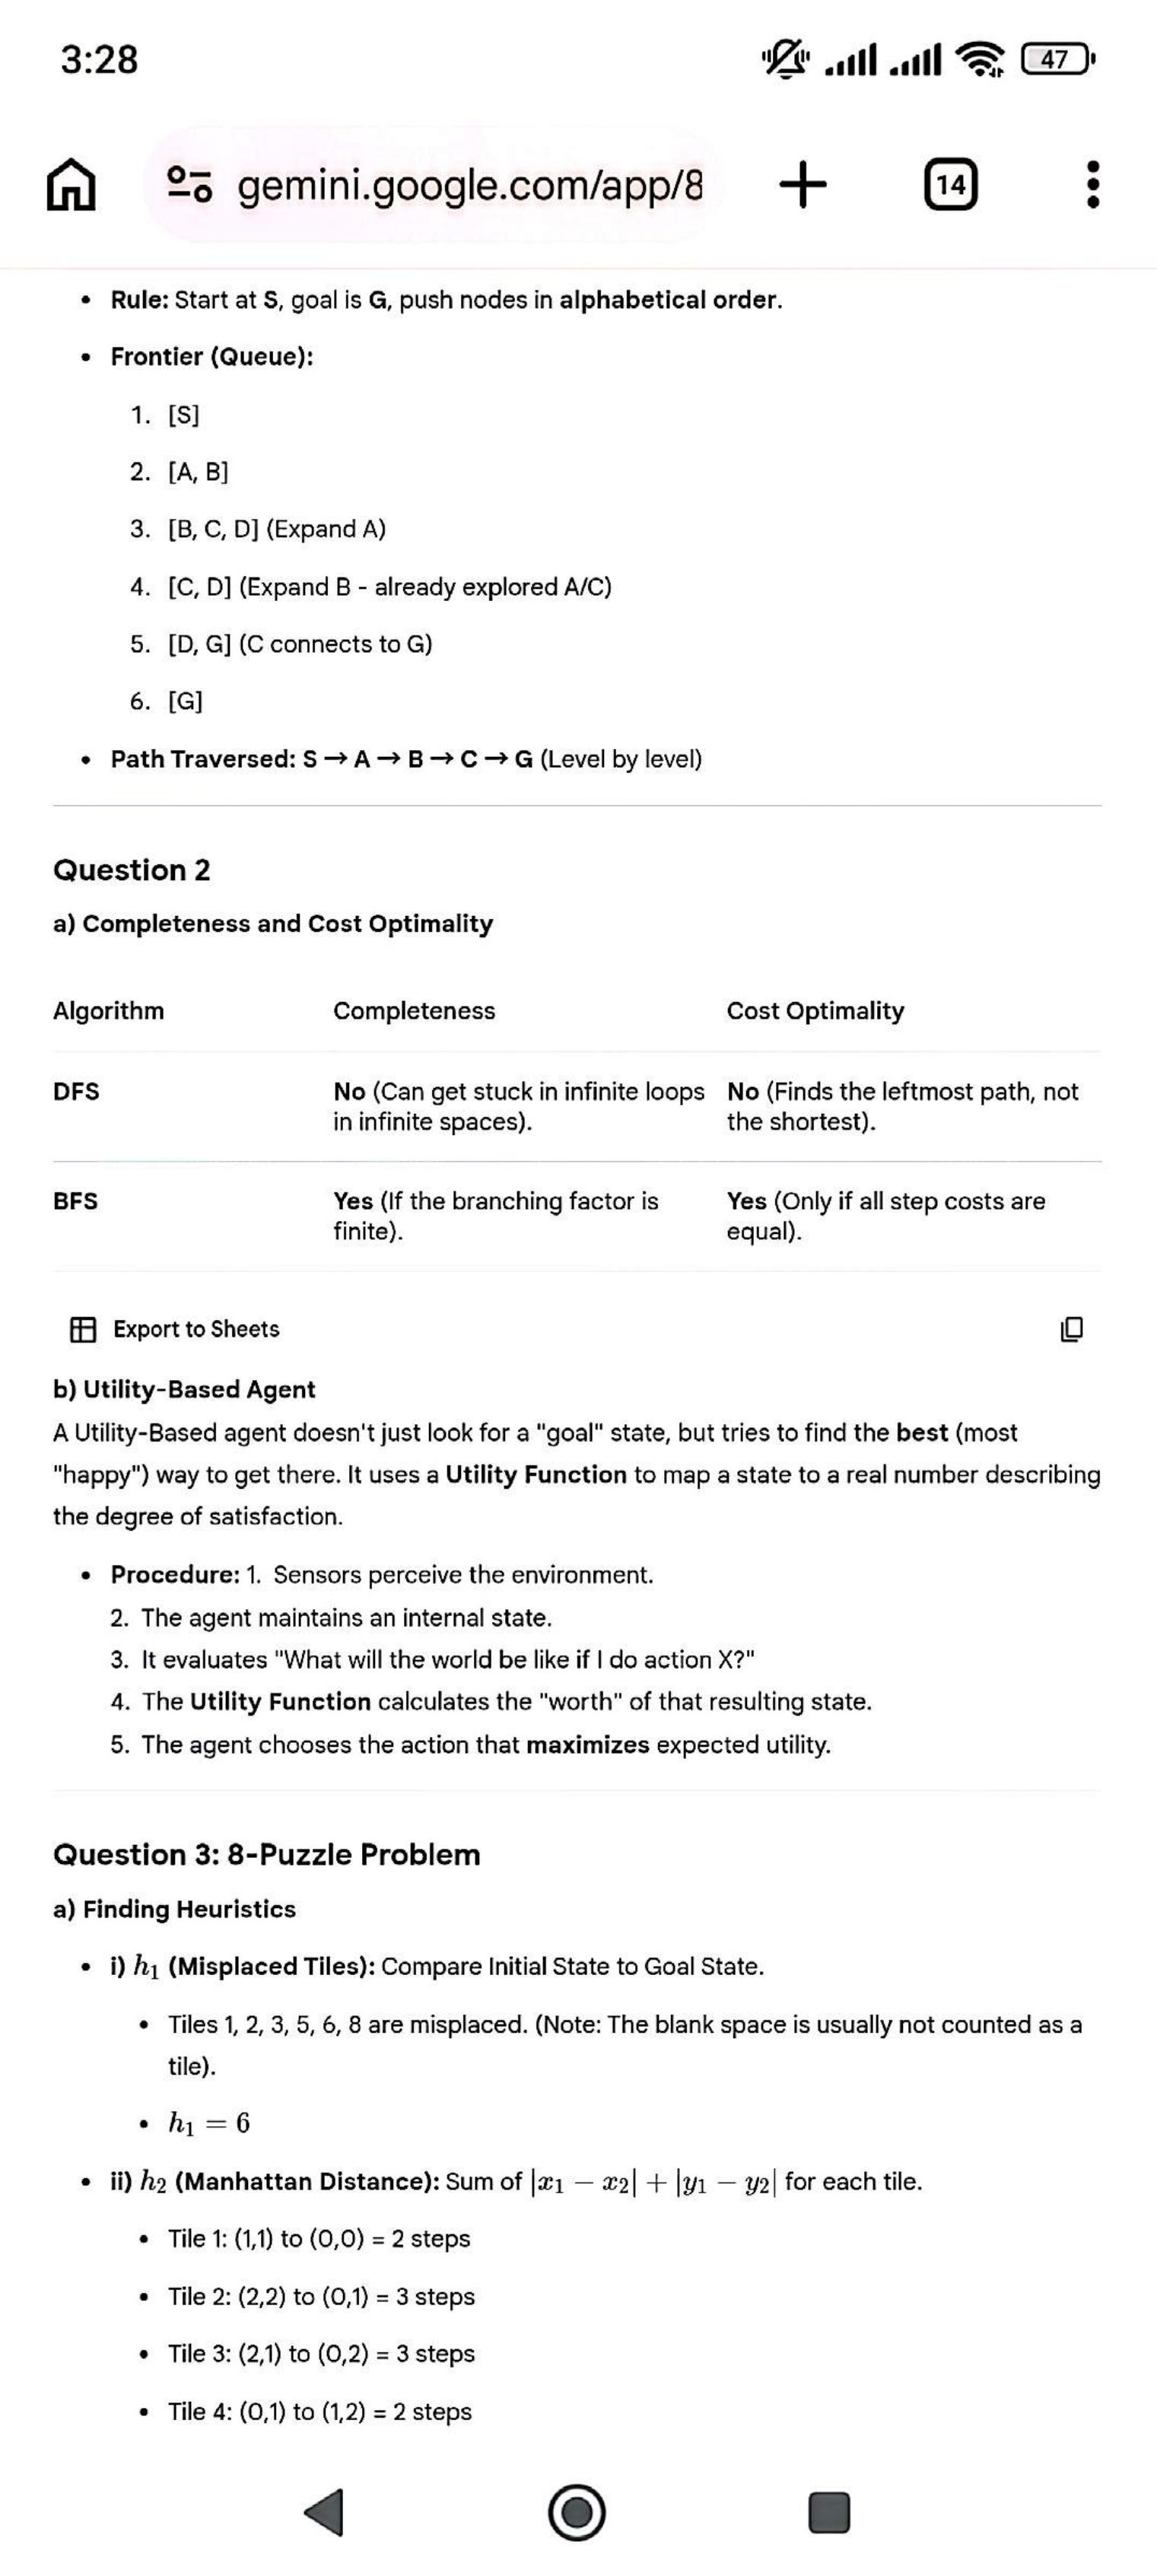 3:28
47
gemini.google.com/app/8
14
• Rule: Start at S, goal is G, push nodes in alphabetical order.
• Frontier (Queue):
1. [S]
2. [A, B]
3. [B, C, D] (Expand A)
4. [C, D] (Expand B - already explored A/C)
5. [D, G] (C connects to G)
6. [G]
• Path Traversed: S → A → B → C → G (Level by level)
Question 2
a) Completeness and Cost Optimality
Algorithm Completeness Cost Optimality
DFS No (Can get stuck in infinite loops No (Finds the leftmost path, not
in infinite spaces). the shortest).
BFS Yes (If the branching factor is Yes (Only if all step costs are
finite). equal).
Export to Sheets
b) Utility-Based Agent
A Utility-Based agent doesn't just look for a "goal" state, but tries to find the best (most
"happy") way to get there. It uses a Utility Function to map a state to a real number describing
the degree of satisfaction.
• Procedure: 1. Sensors perceive the environment.
2. The agent maintains an internal state.
3. It evaluates "What will the world be like if I do action X?"
4. The Utility Function calculates the "worth" of that resulting state.
5. The agent chooses the action that maximizes expected utility.
Question 3: 8-Puzzle Problem
a) Finding Heuristics
• i) h₁ (Misplaced Tiles): Compare Initial State to Goal State.
• Tiles 1, 2, 3, 5, 6, 8 are misplaced. (Note: The blank space is usually not counted as a
tile).
• h₁ = 6
• ii) h₂ (Manhattan Distance): Sum of |x₁ − x₂| + |y₁ − y₂| for each tile.
• Tile 1: (1,1) to (0,0) = 2 steps
• Tile 2: (2,2) to (0,1) = 3 steps
• Tile 3: (2,1) to (0,2) = 3 steps
• Tile 4: (0,1) to (1,2) = 2 steps